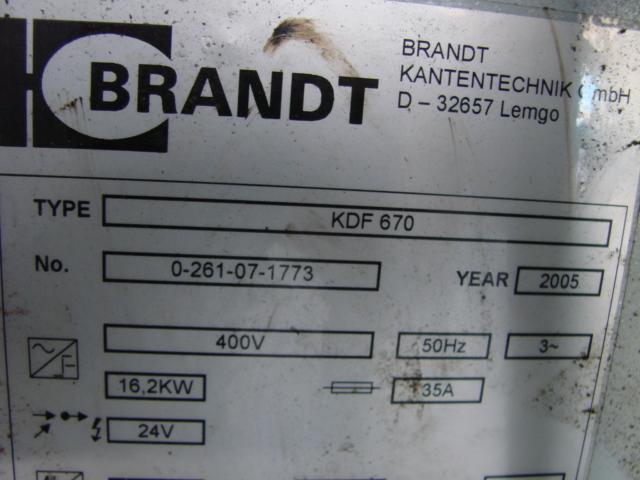 BRANDT
BRANDT
KANTENTECHNIK GmbH
D – 32657 Lemgo
TYPE KDF 670
No. 0-261-07-1773 YEAR 2005
400V 50Hz 3~
16,2KW 35A
24V